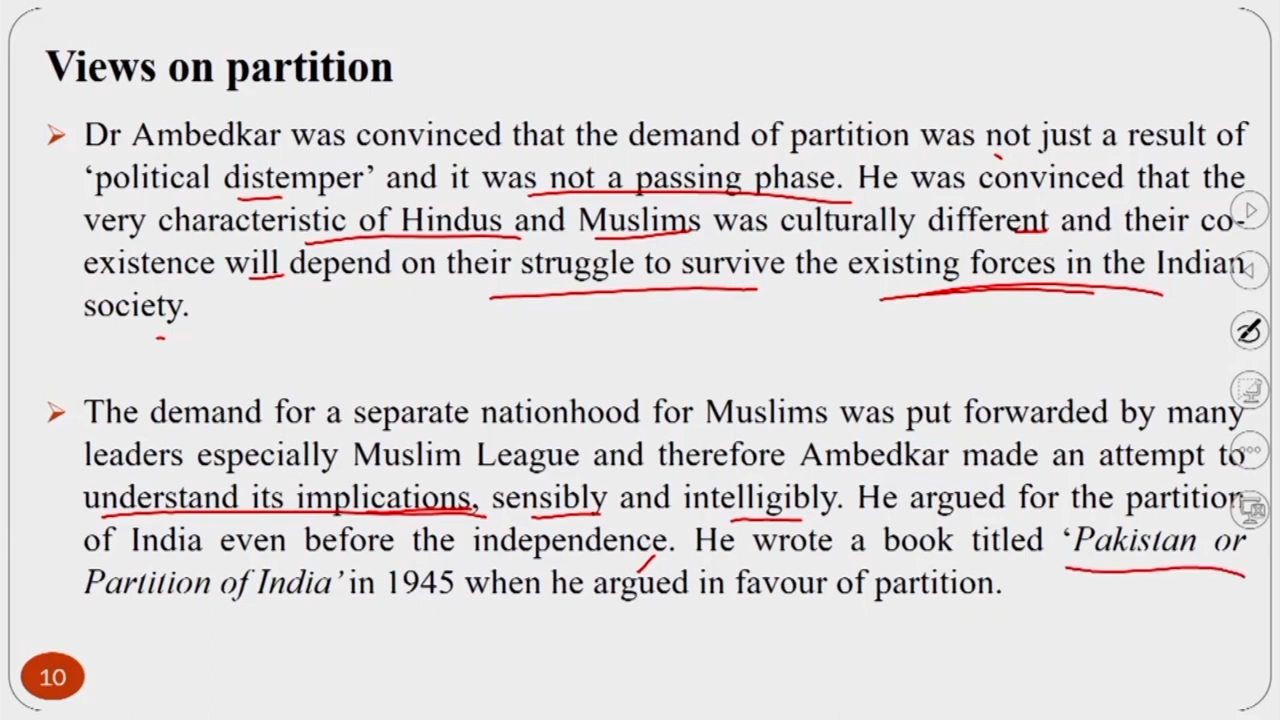 Views on partition
Dr Ambedkar was convinced that the demand of partition was not just a result of
‘political distemper’ and it was not a passing phase. He was convinced that the
very characteristic of Hindus and Muslims was culturally different and their co-
existence will depend on their struggle to survive the existing forces in the Indian
society.
The demand for a separate nationhood for Muslims was put forwarded by many
leaders especially Muslim League and therefore Ambedkar made an attempt to
understand its implications, sensibly and intelligibly. He argued for the partition
of India even before the independence. He wrote a book titled ‘Pakistan or
Partition of India’ in 1945 when he argued in favour of partition.
10